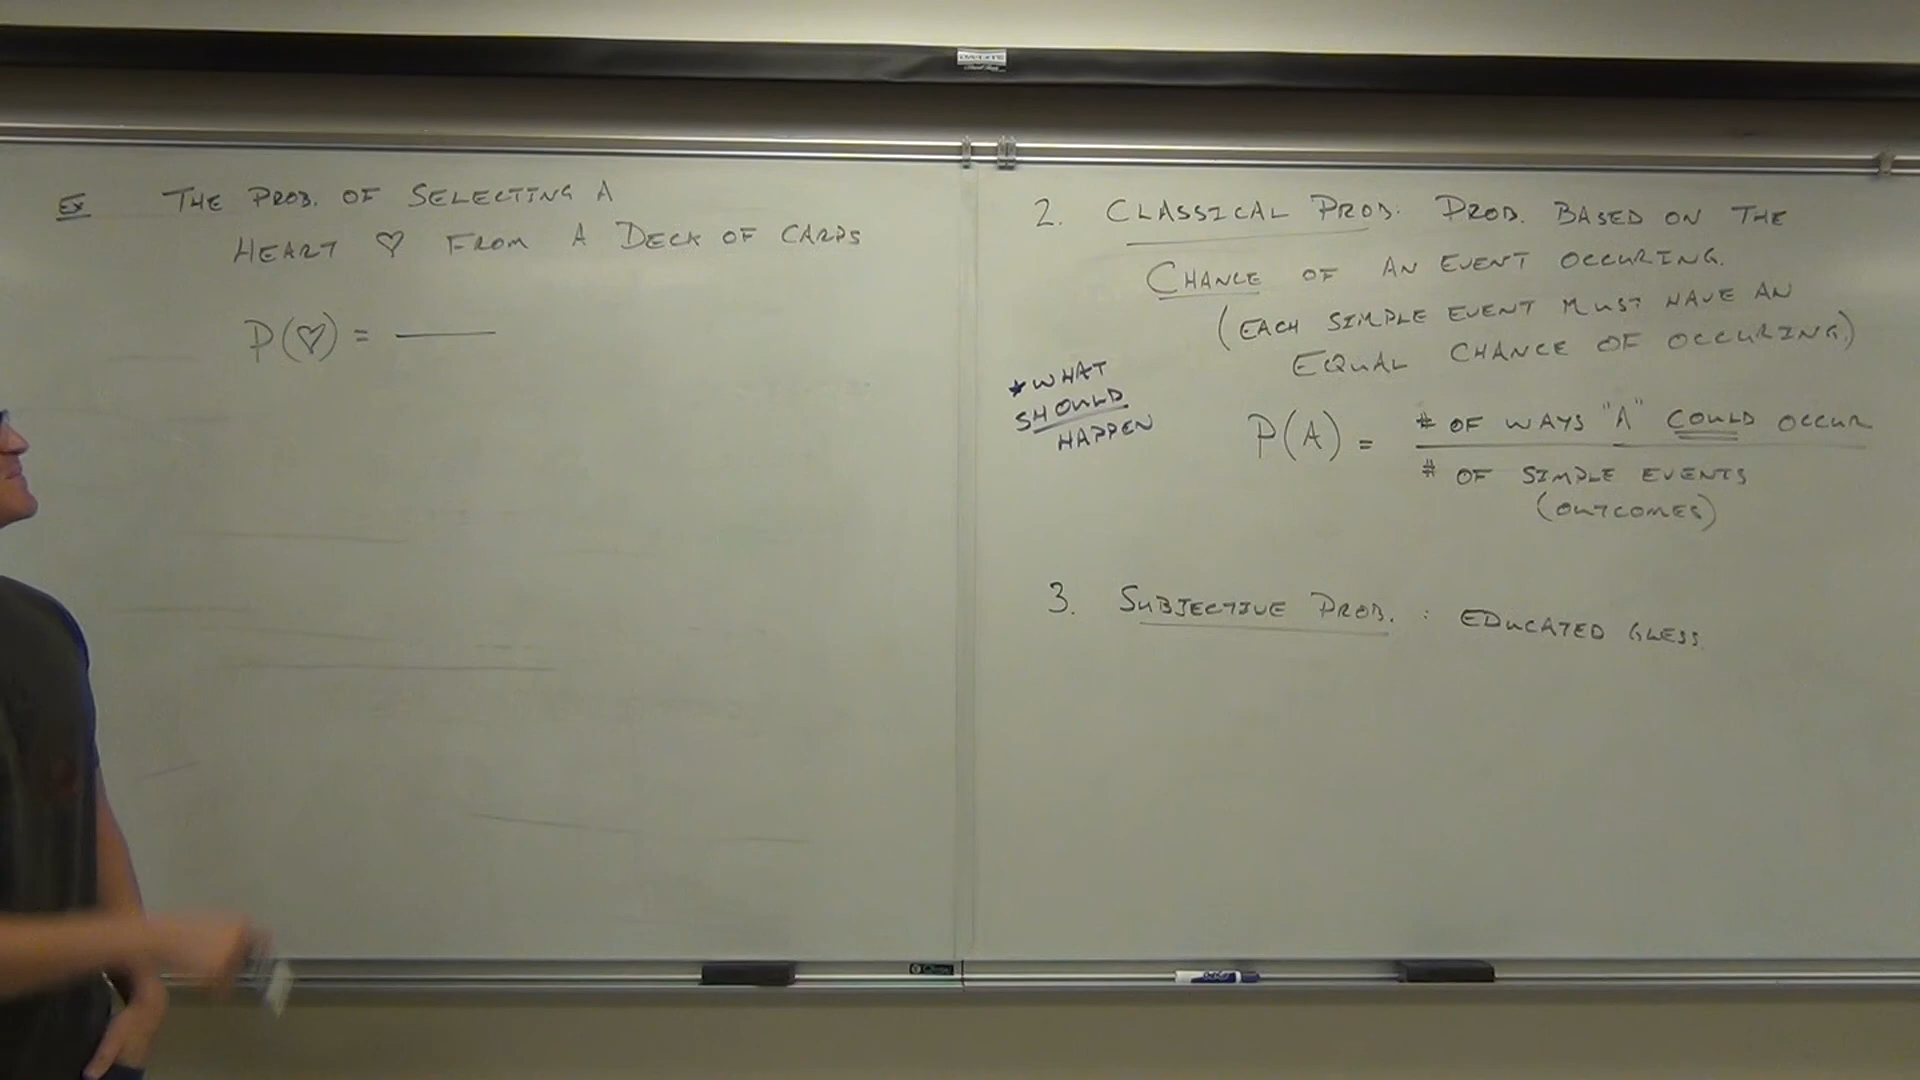 Ex THE PROB. OF SELECTING A
HEART ♡ FROM A DECK OF CARDS
P(♡) =
2. CLASSICAL PROB: PROB. BASED ON THE
CHANCE OF AN EVENT OCCURING.
(EACH SIMPLE EVENT MUST HAVE AN
EQUAL CHANCE OF OCCURING.)
* WHAT
SHOULD
HAPPEN
P(A) = # OF WAYS "A" COULD OCCUR
# OF SIMPLE EVENTS
(OUTCOMES)
3. SUBJECTIVE PROB. : EDUCATED GUESS.